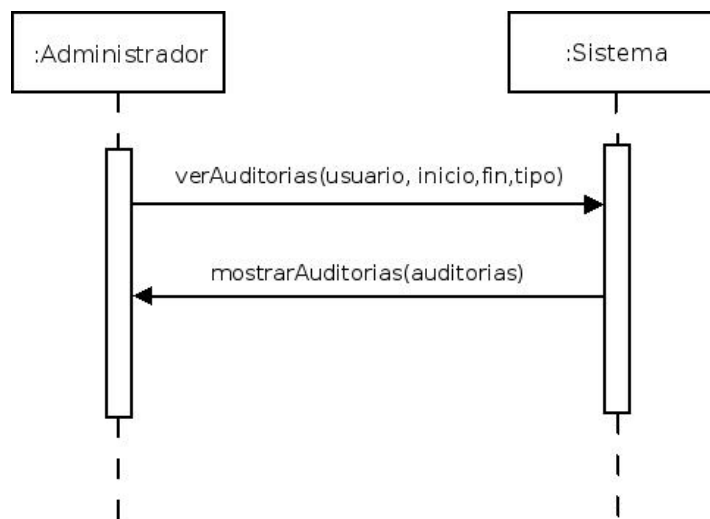 :Administrador
:Sistema
verAuditorias(usuario, inicio,fin,tipo)
mostrarAuditorias(auditorias)